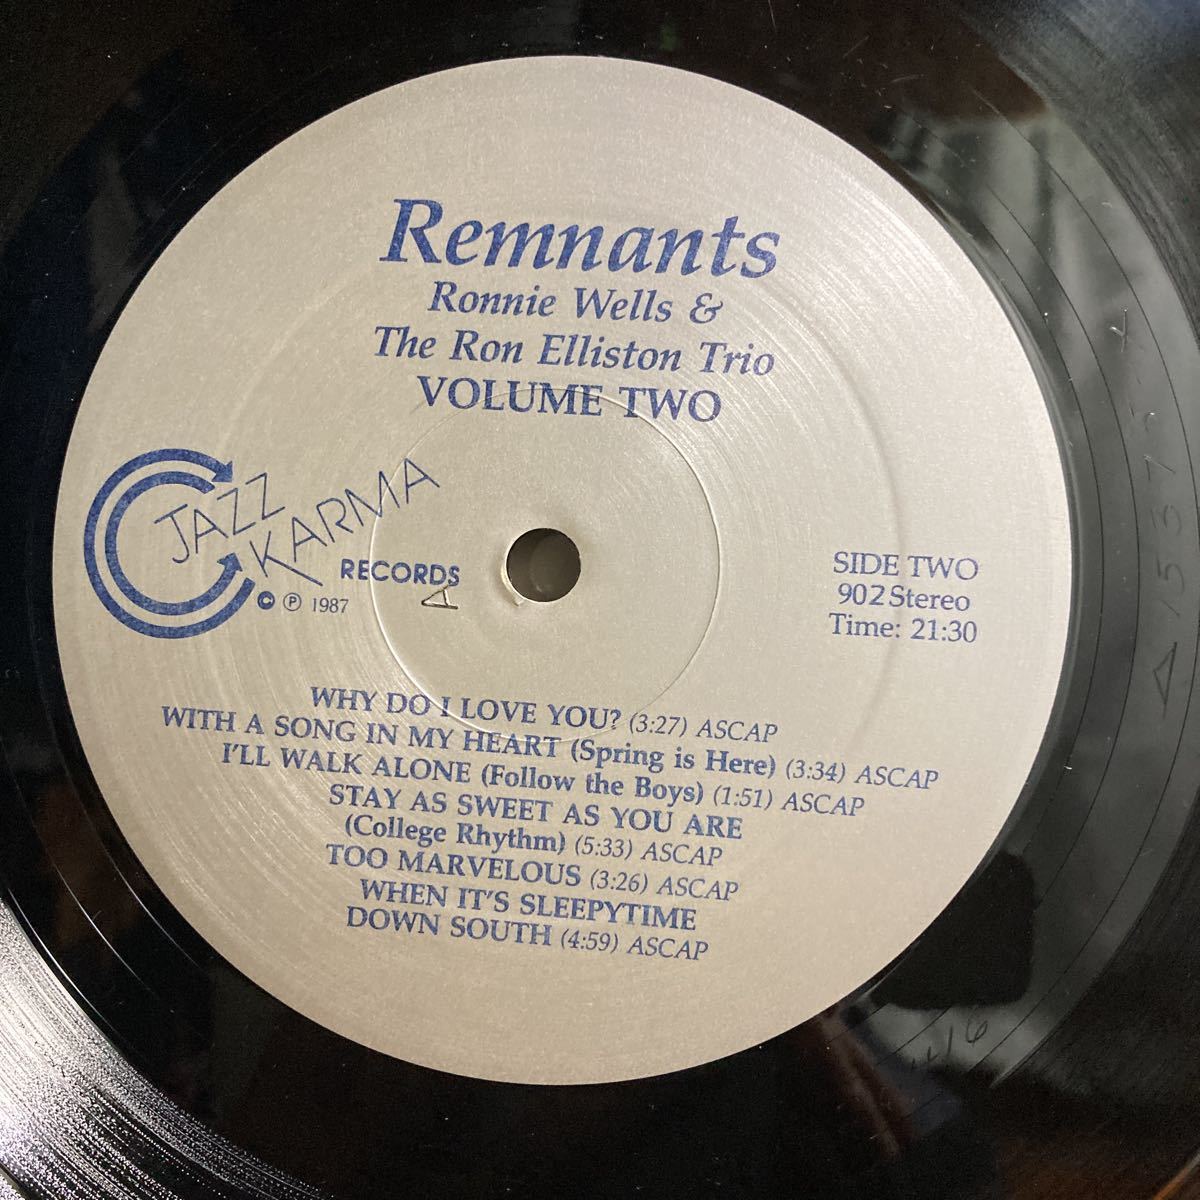 Remnants
Ronnie Wells &
The Ron Elliston Trio
VOLUME TWO
JAZZ
KARMA
RECORDS
© ℗ 1987
SIDE TWO
902 Stereo
Time: 21:30
WHY DO I LOVE YOU? (3:27) ASCAP
WITH A SONG IN MY HEART (Spring is Here) (3:34) ASCAP
I'LL WALK ALONE (Follow the Boys) (1:51) ASCAP
STAY AS SWEET AS YOU ARE
(College Rhythm) (5:33) ASCAP
TOO MARVELOUS (3:26) ASCAP
WHEN IT'S SLEEPYTIME
DOWN SOUTH (4:59) ASCAP